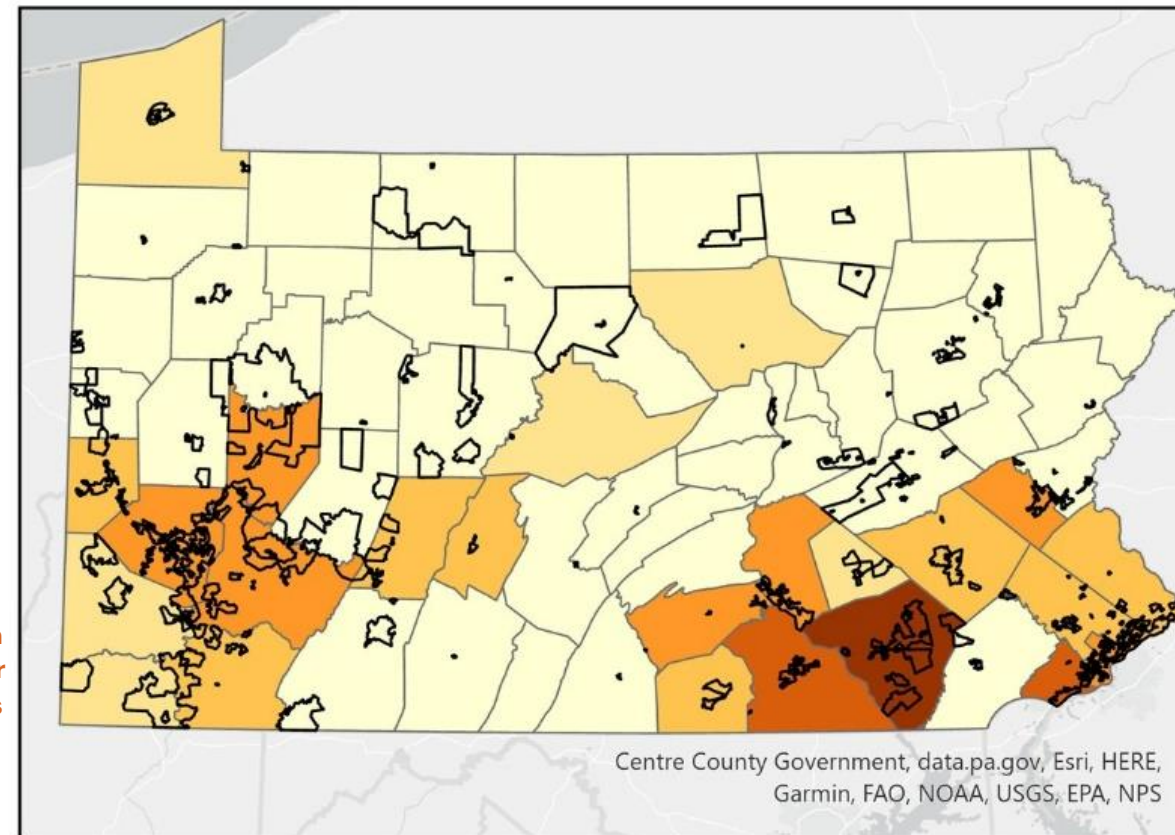 Centre County Government, data.pa.gov, Esri, HERE,
Garmin, FAO, NOAA, USGS, EPA, NPS